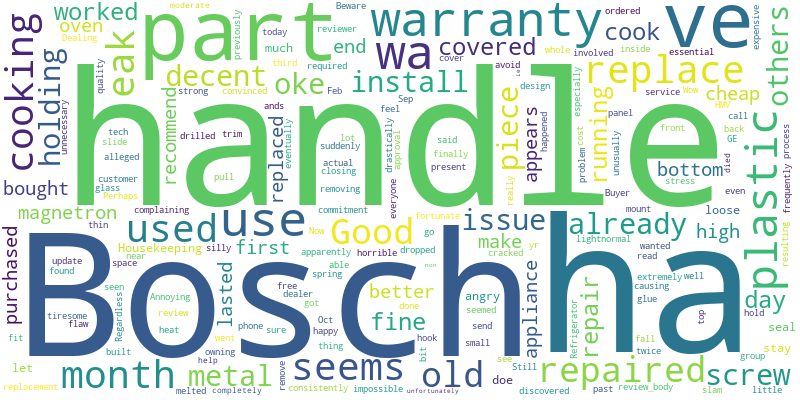 handle
Bosch
ha
part
warranty
ve
wa
cooking
worked
oven
eak
holding
bought
magnetron
purchased
decent
oke
install
covered
cook
end
replace
cheap
others
plastic
piece
running
appears
bottom
recommend
replaced
used
use
Good
issue
already
high
make
first
lasted
better
fine
angry
appliance
repair
day
seal
stay
month
metal
seems
old
doe
repaired
screw
loose
moderate
Dealing
previously
today
much
third
required
convinced
strong
quality
unnecessary
reviewer
whole
involved
cover
avoid
Beware
ordered
inside
essential
expensive
Wow
HUW
service
design
Feb
Sep
feel
ands
lot
eventually
suddenly
actual
closing
removing
drastically
approval
said
finally
present
really
happened
problem
cost
especially
unusually
panel
front
back
GE
call
died
even
frequently
process
stress
tech
slide
drilled
trim
alleged
customer
glass
Perhaps
pull
complaining
thin
commitment
everyone
fortunate
Buyer
mount
lightnormal
wanted
read
causing
extremely
well
glue
resulting
Housekeeping
silly
near
space
update
found
tiresome
flaw
seen
Regardless
Annoying
review
heat
built
fit
let
replacement
melted
completely
went
owning
help
phone
sure
free
dealer
got
spring
apparently
able
Now
horrible
dropped
go
cracked
yr
seemed
send
small
hook
bit
Oct
happy
done
thing
remove
consistently
impossible
unfortunately
non
see
Still
discovered
Refrigerator
past
review_body
fall
twice
slam
group
little
hold
top